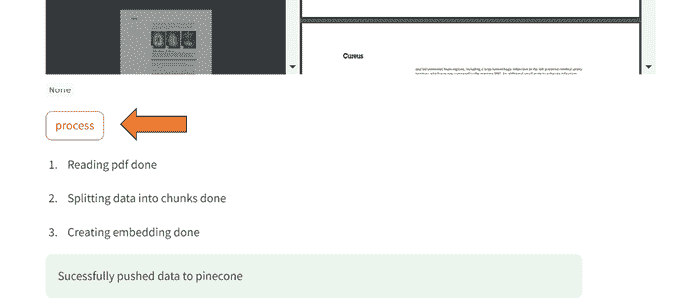 Cureus
None
process
1. Reading pdf done
2. Splitting data into chunks done
3. Creating embedding done
Sucessfully pushed data to pinecone